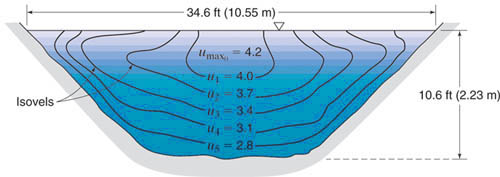 34.6 ft (10.55 m)
u max₀ = 4.2
u₁ = 4.0
u₂ = 3.7
u₃ = 3.4
u₄ = 3.1
u₅ = 2.8
Isovels
10.6 ft (2.23 m)